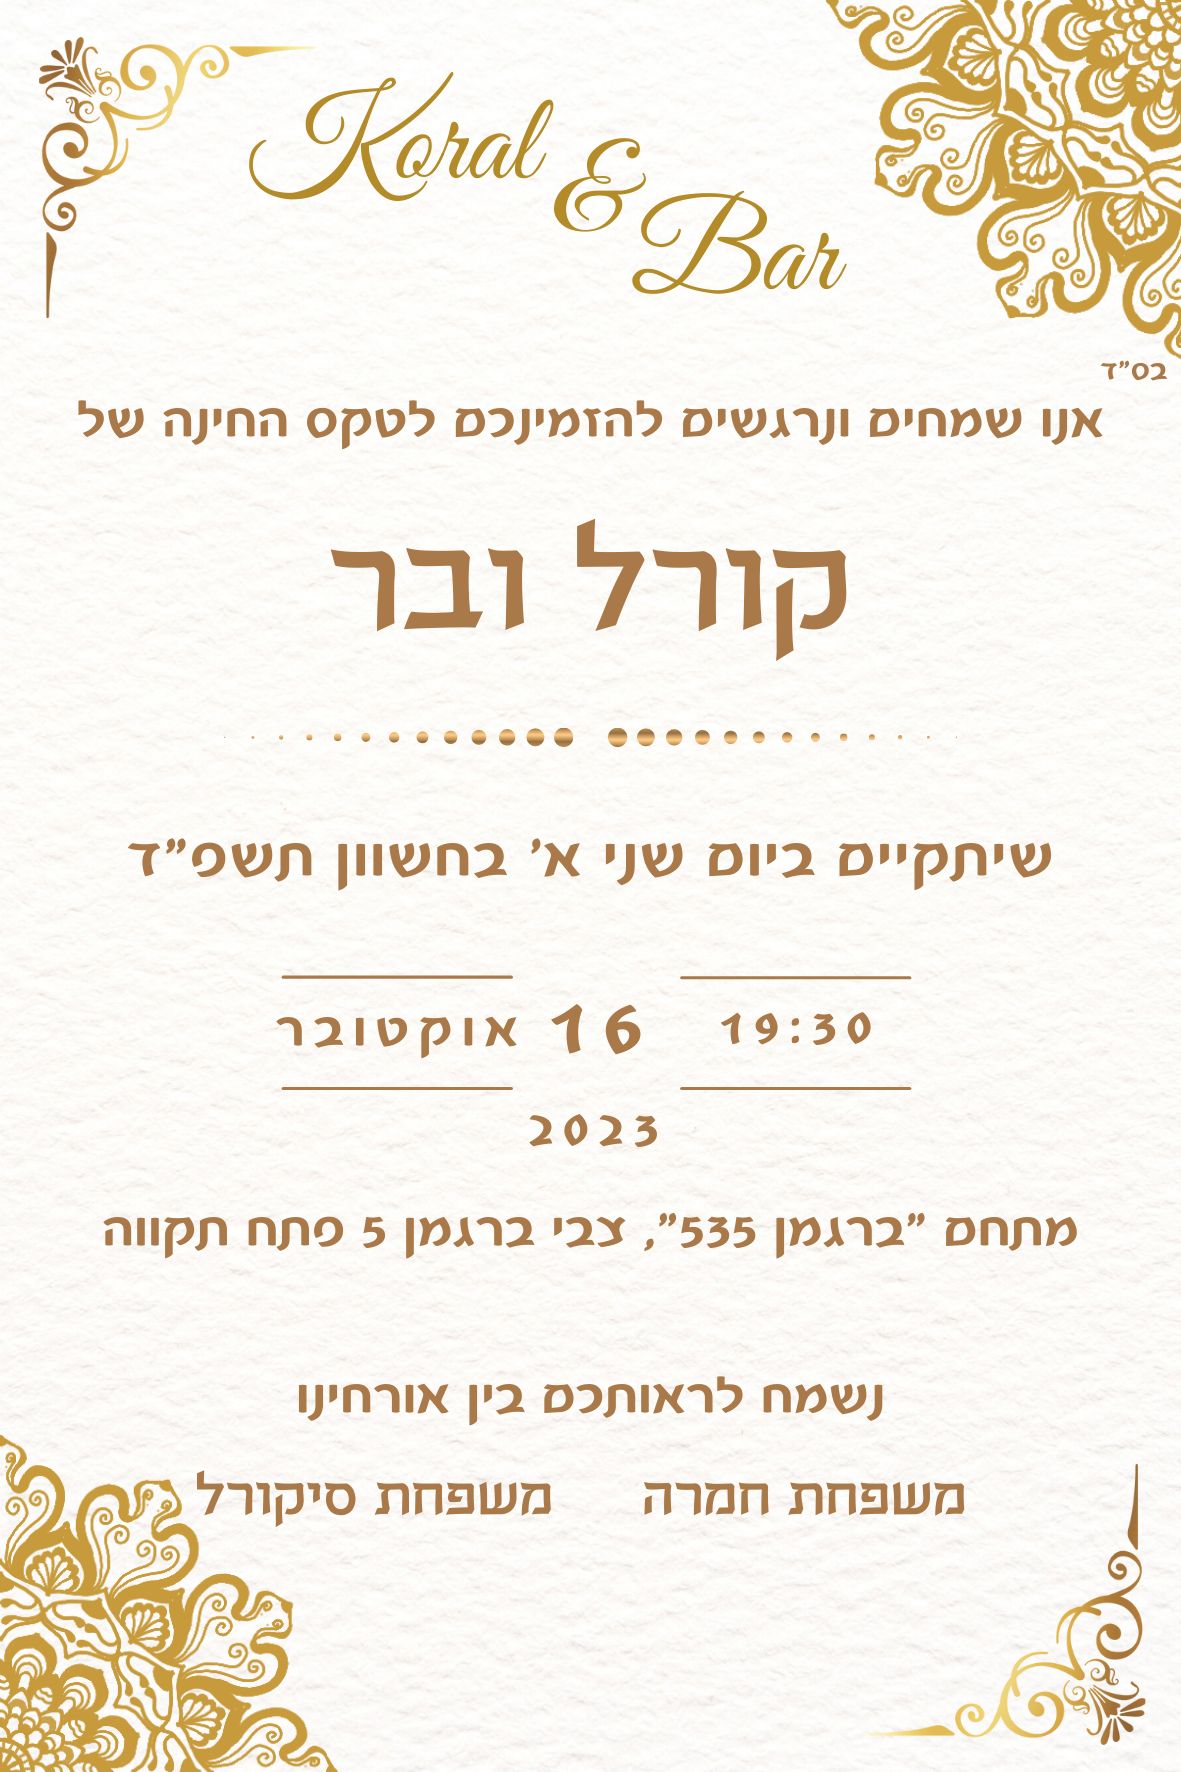 Koral
&
Bar
בס"ד
אנו שמחים ונרגשים להזמינכם לטקס החינה של
קורל ובר
שיתקיים ביום שני א' בחשוון תשפ"ד
19:30 16 אוקטובר
2023
מתחם "ברגמן 535", צבי ברגמן 5 פתח תקווה
נשמח לראותכם בין אורחינו
משפחת חמרה משפחת סיקורל